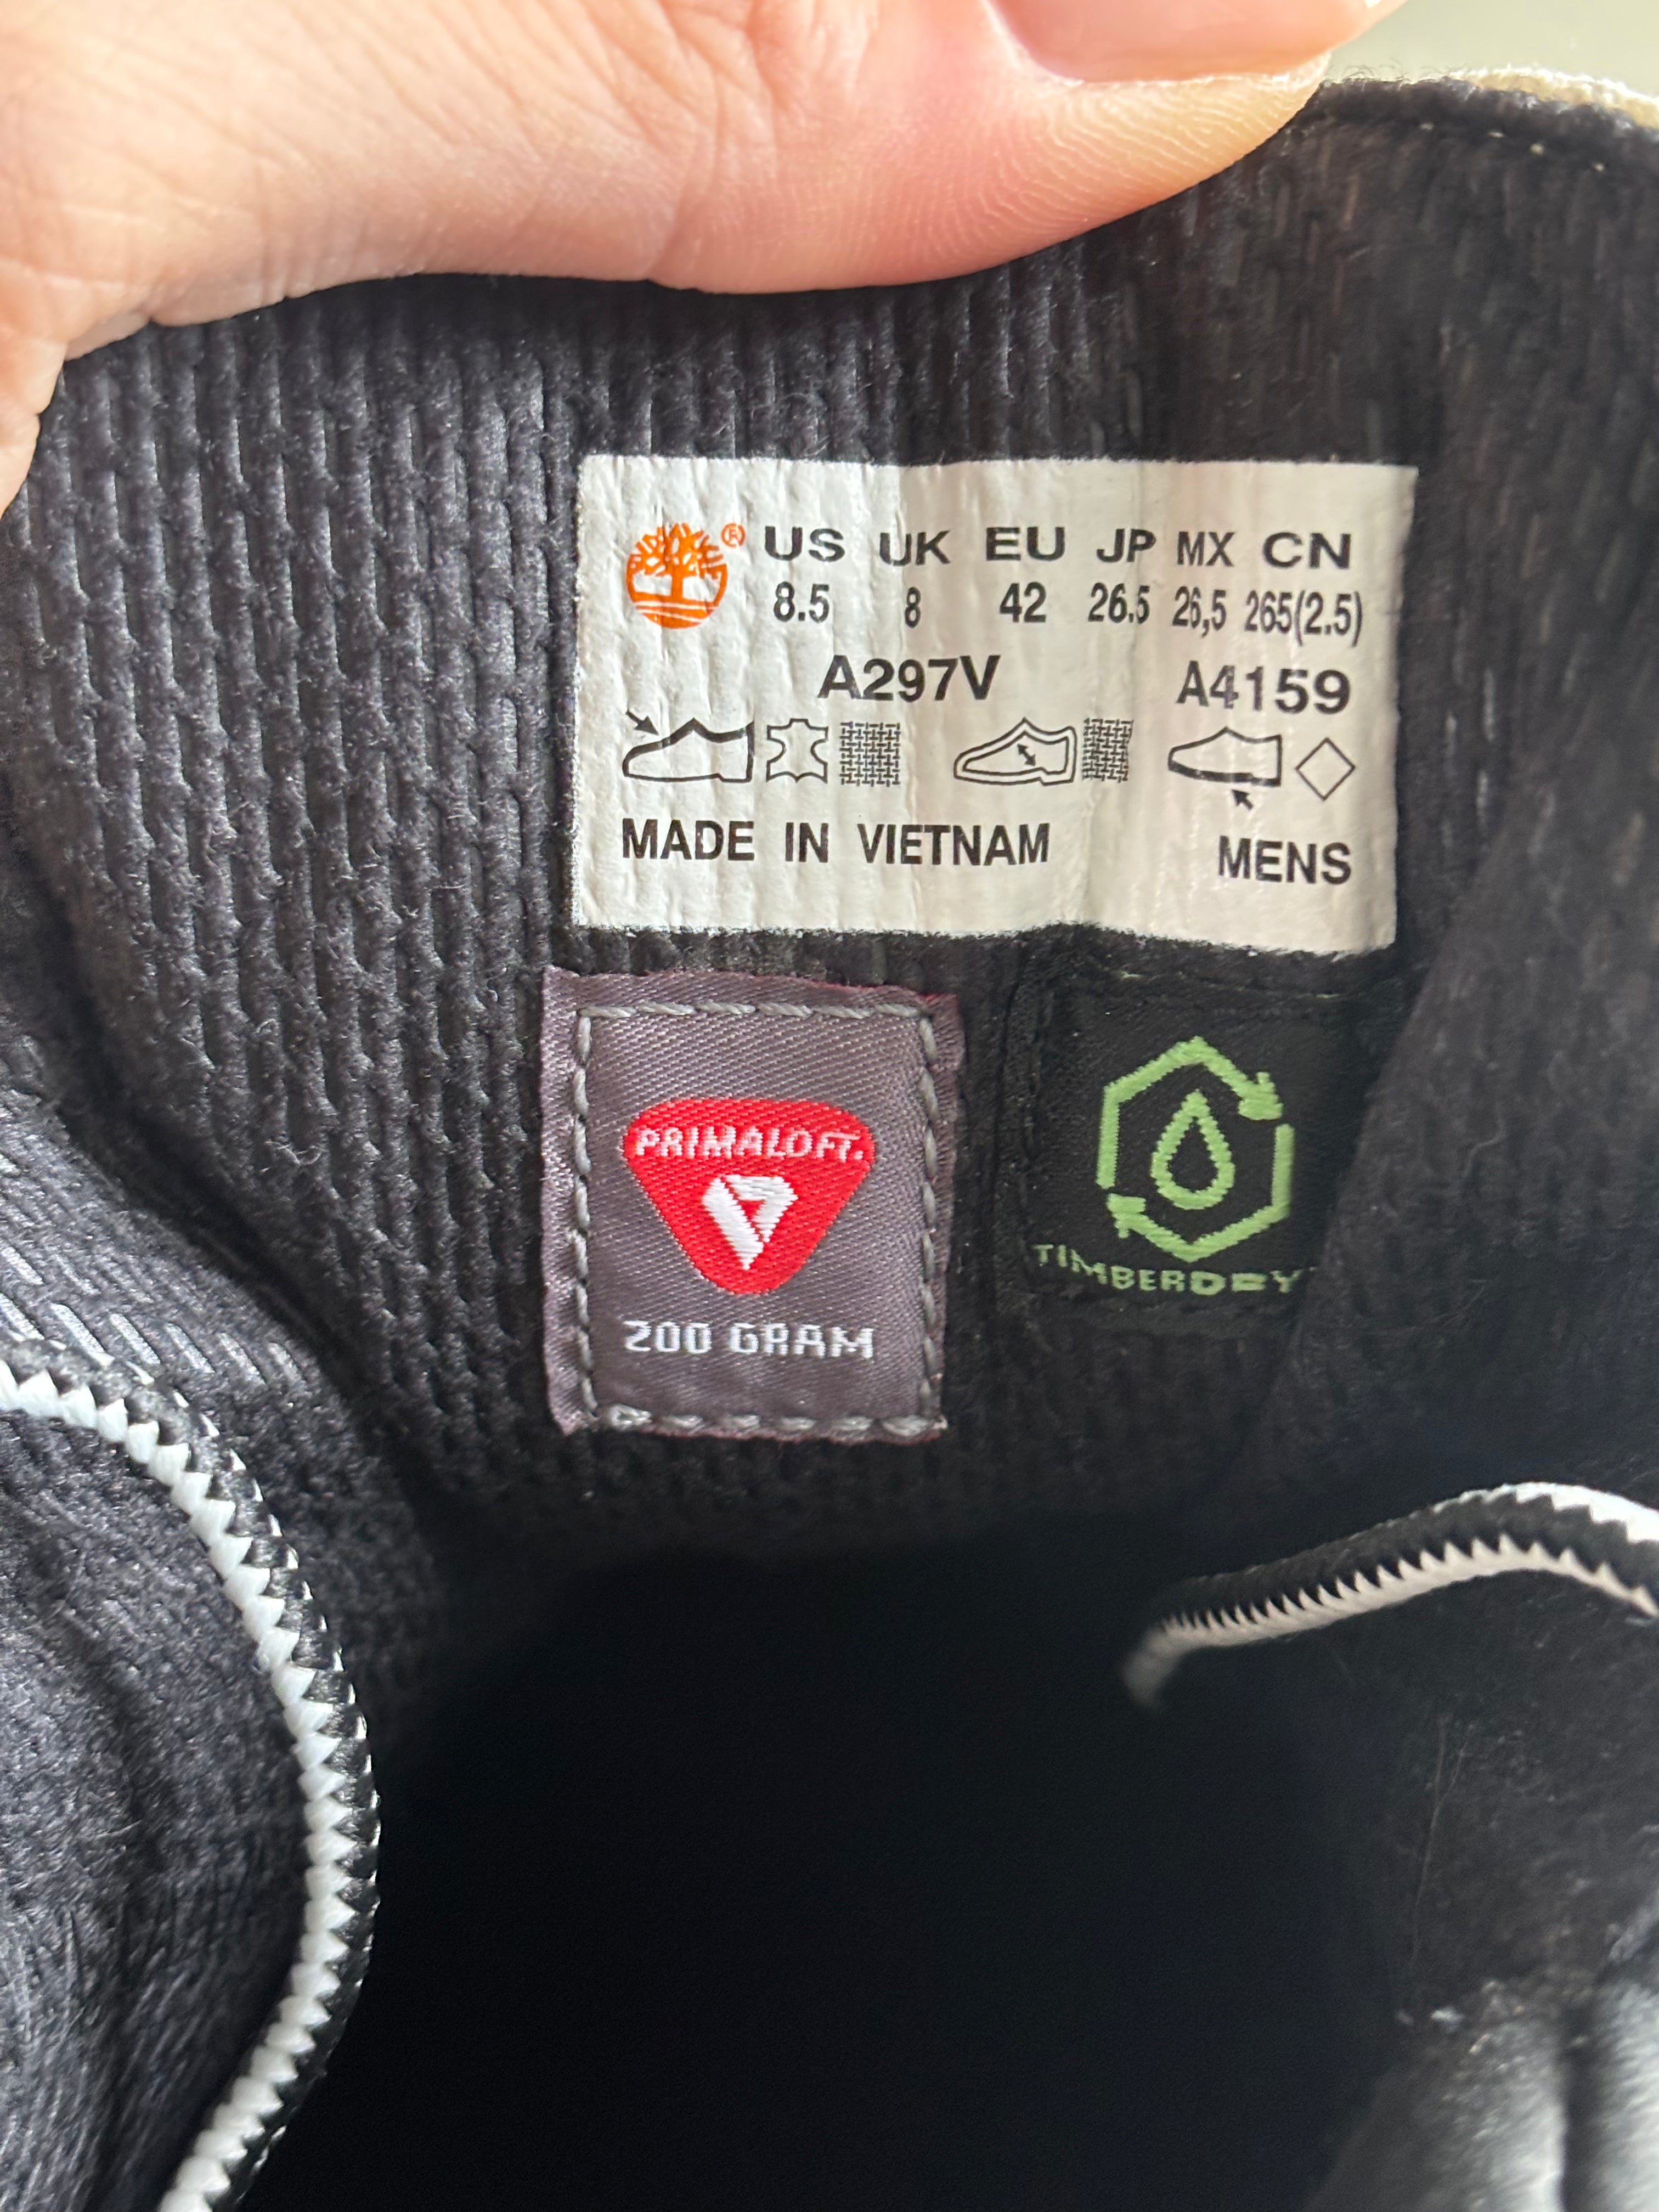 ® US UK EU JP MX CN
8.5 8 42 26.5 26,5 265(2.5)
A297V A4159
MADE IN VIETNAM MENS
PRIMALOFT.
200 GRAM
TIMBERDRY